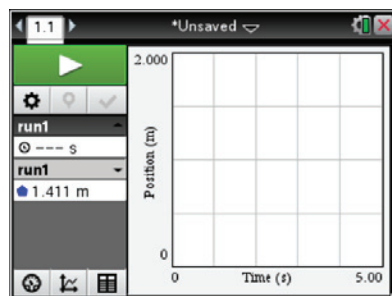 1.1
*Unsaved
run1
--- s
run1
1.411 m
2.000
Position (m)
0
0
Time (s)
5.00